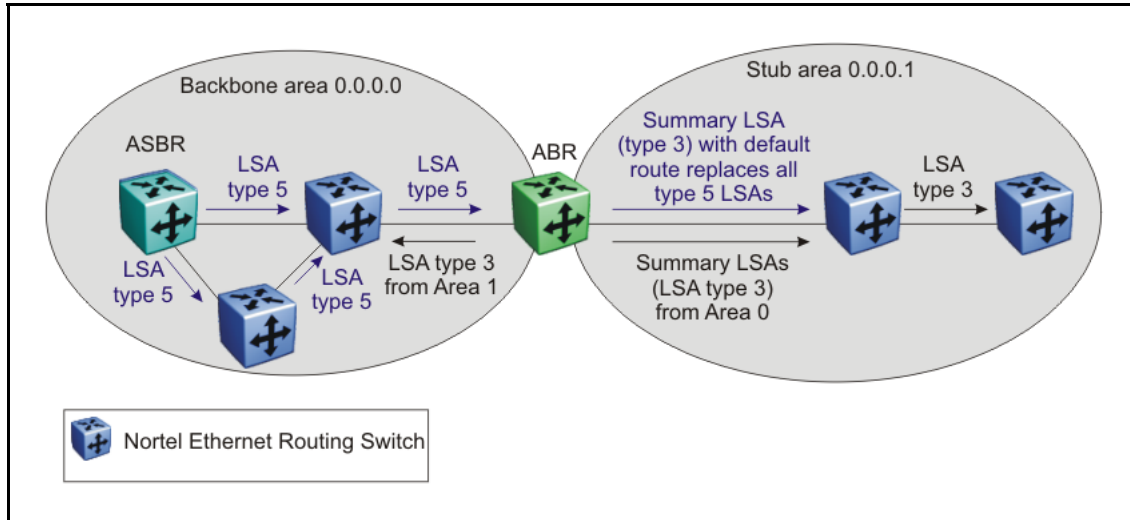 Backbone area 0.0.0.0
Stub area 0.0.0.1
ASBR
LSA
type 5
LSA
type 5
ABR
Summary LSA
(type 3) with default
route replaces all
type 5 LSAs
LSA
type 3
LSA
type 5
LSA
type 5
LSA type 3
from Area 1
Summary LSAs
(LSA type 3)
from Area 0
Nortel Ethernet Routing Switch